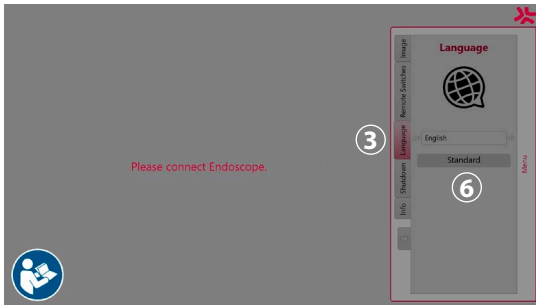 Language
Image
Remote Switches
Language
Shutdown
Info
English
Standard
Menu
3
6
Please connect Endoscope.